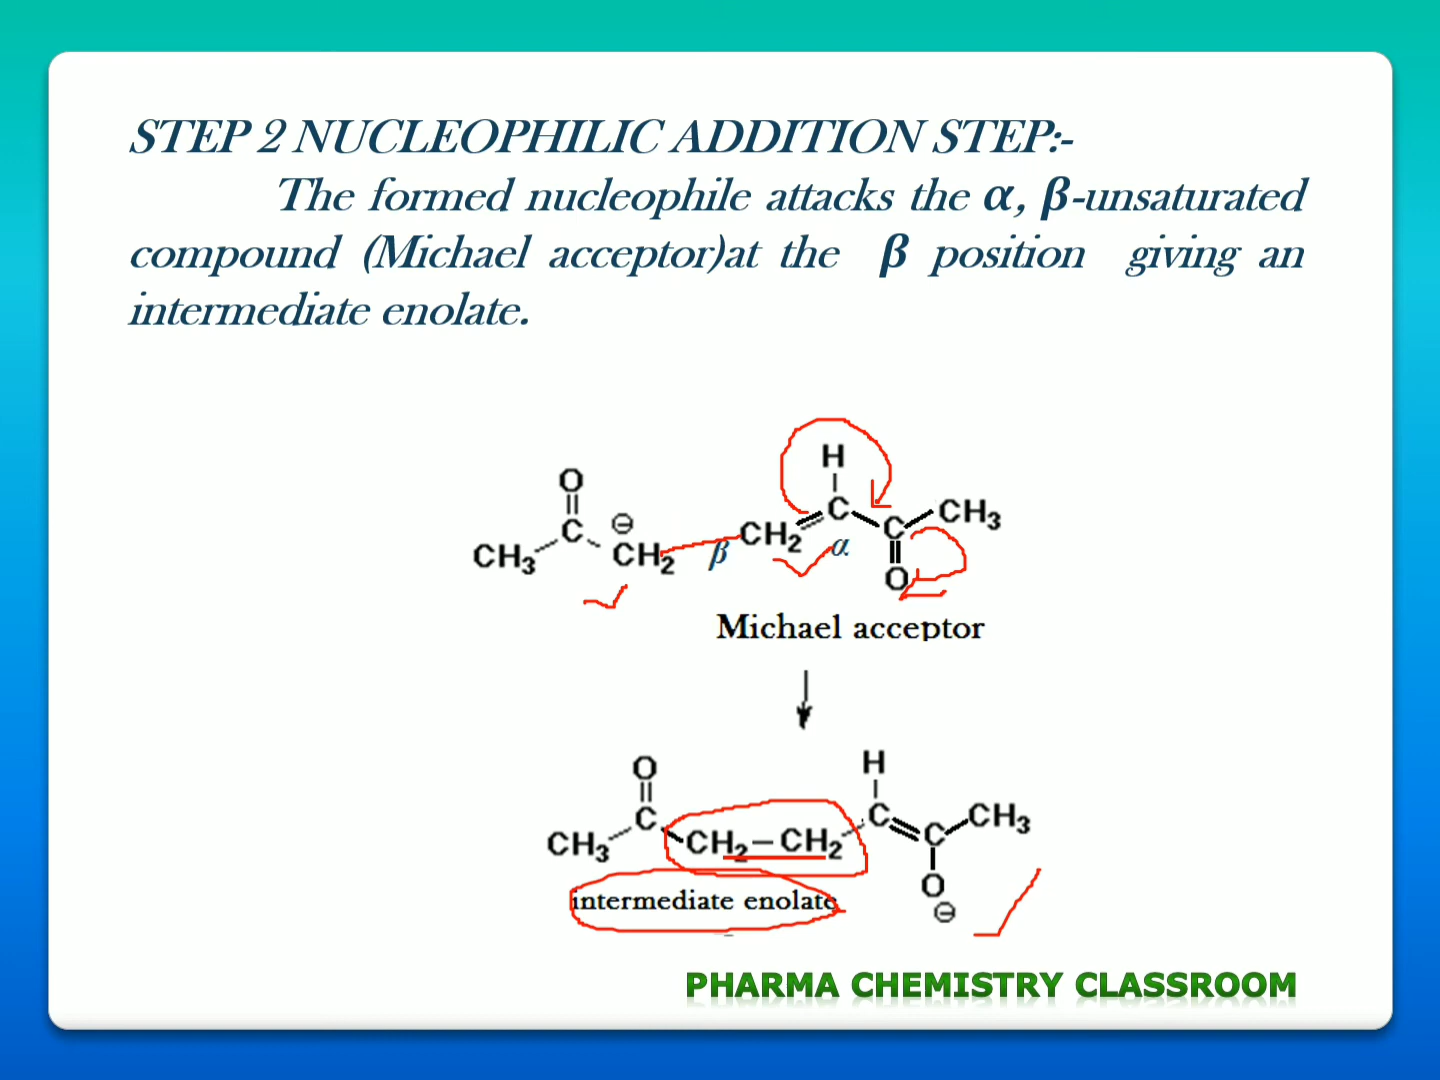 STEP 2 NUCLEOPHILIC ADDITION STEP:-
The formed nucleophile attacks the α, β-unsaturated
compound (Michael acceptor)at the β position giving an
intermediate enolate.
H
O
C
CH3
C
⊖
CH2
C
CH3
CH2
β
α
O
Michael acceptor
H
O
C
CH3
C
C
CH3
CH2—CH2
O
intermediate enolate
⊖
PHARMA CHEMISTRY CLASSROOM